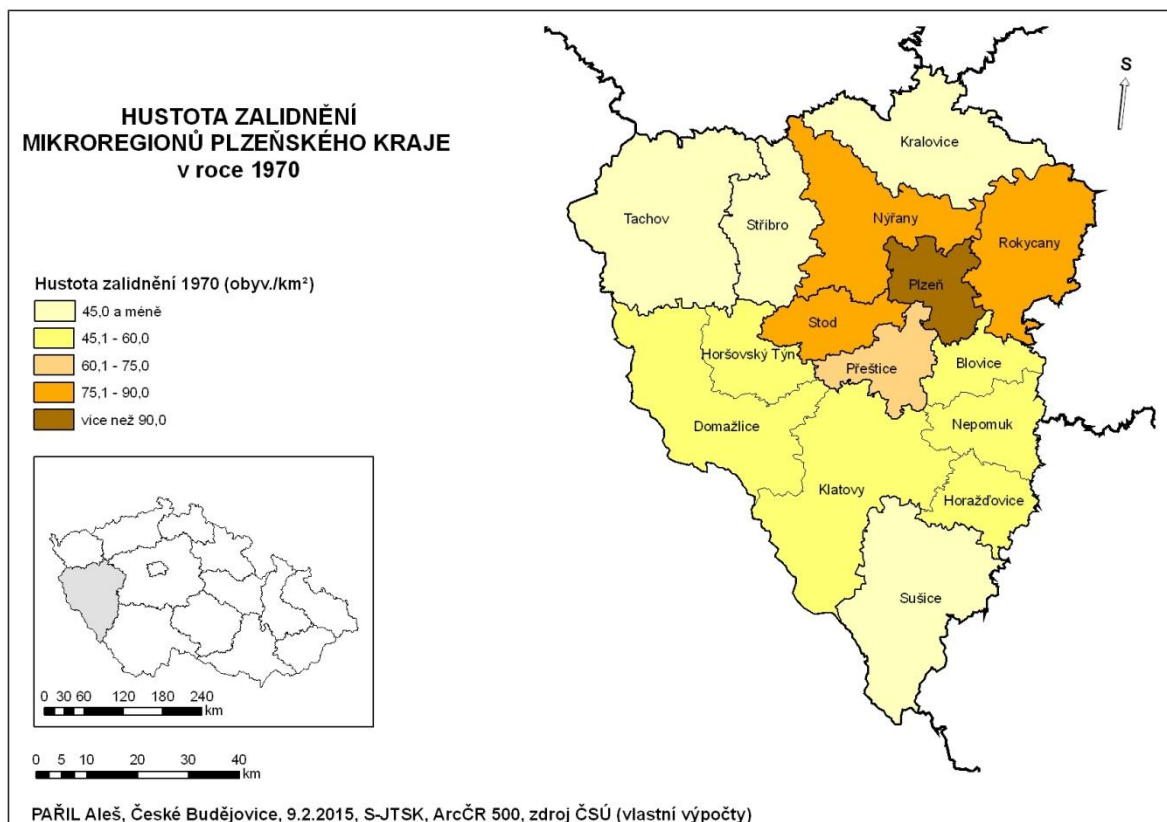 HUSTOTA ZALIDNĚNÍ
MIKROREGIONŮ PLZEŇSKÉHO KRAJE
v roce 1970
S
Kralovice
Tachov
Stříbro
Nýřany
Rokycany
Plzeň
Stod
Horšovský Týn
Přeštice
Blovice
Domažlice
Nepomuk
Klatovy
Horažďovice
Sušice
Hustota zalidnění 1970 (obyv./km²)
45,0 a méně
45,1 - 60,0
60,1 - 75,0
75,1 - 90,0
více než 90,0
0 30 60 120 180 240
km
0 5 10 20 30 40
km
PAŘIL Aleš, České Budějovice, 9.2.2015, S-JTSK, ArcČR 500, zdroj ČSÚ (vlastní výpočty)